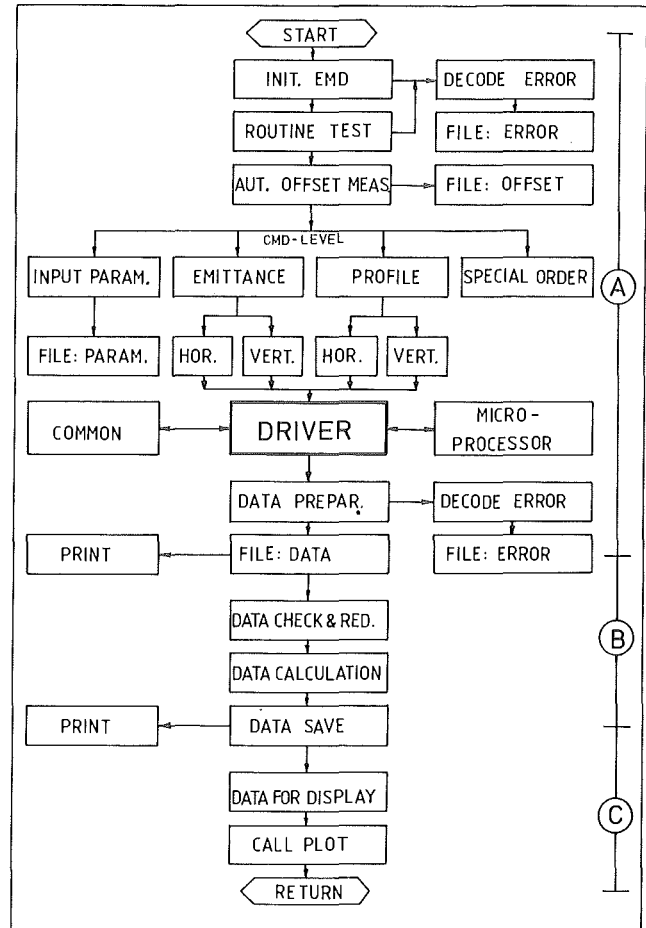 START
INIT. EMD
DECODE ERROR
ROUTINE TEST
FILE: ERROR
AUT. OFFSET MEAS
FILE: OFFSET
CMD-LEVEL
INPUT PARAM.
EMITTANCE
PROFILE
SPECIAL ORDER
A
FILE: PARAM.
HOR.
VERT.
HOR.
VERT.
COMMON
DRIVER
MICRO-
PROCESSOR
DATA PREPAR.
DECODE ERROR
PRINT
FILE: DATA
FILE: ERROR
DATA CHECK & RED.
B
DATA CALCULATION
PRINT
DATA SAVE
DATA FOR DISPLAY
C
CALL PLOT
RETURN